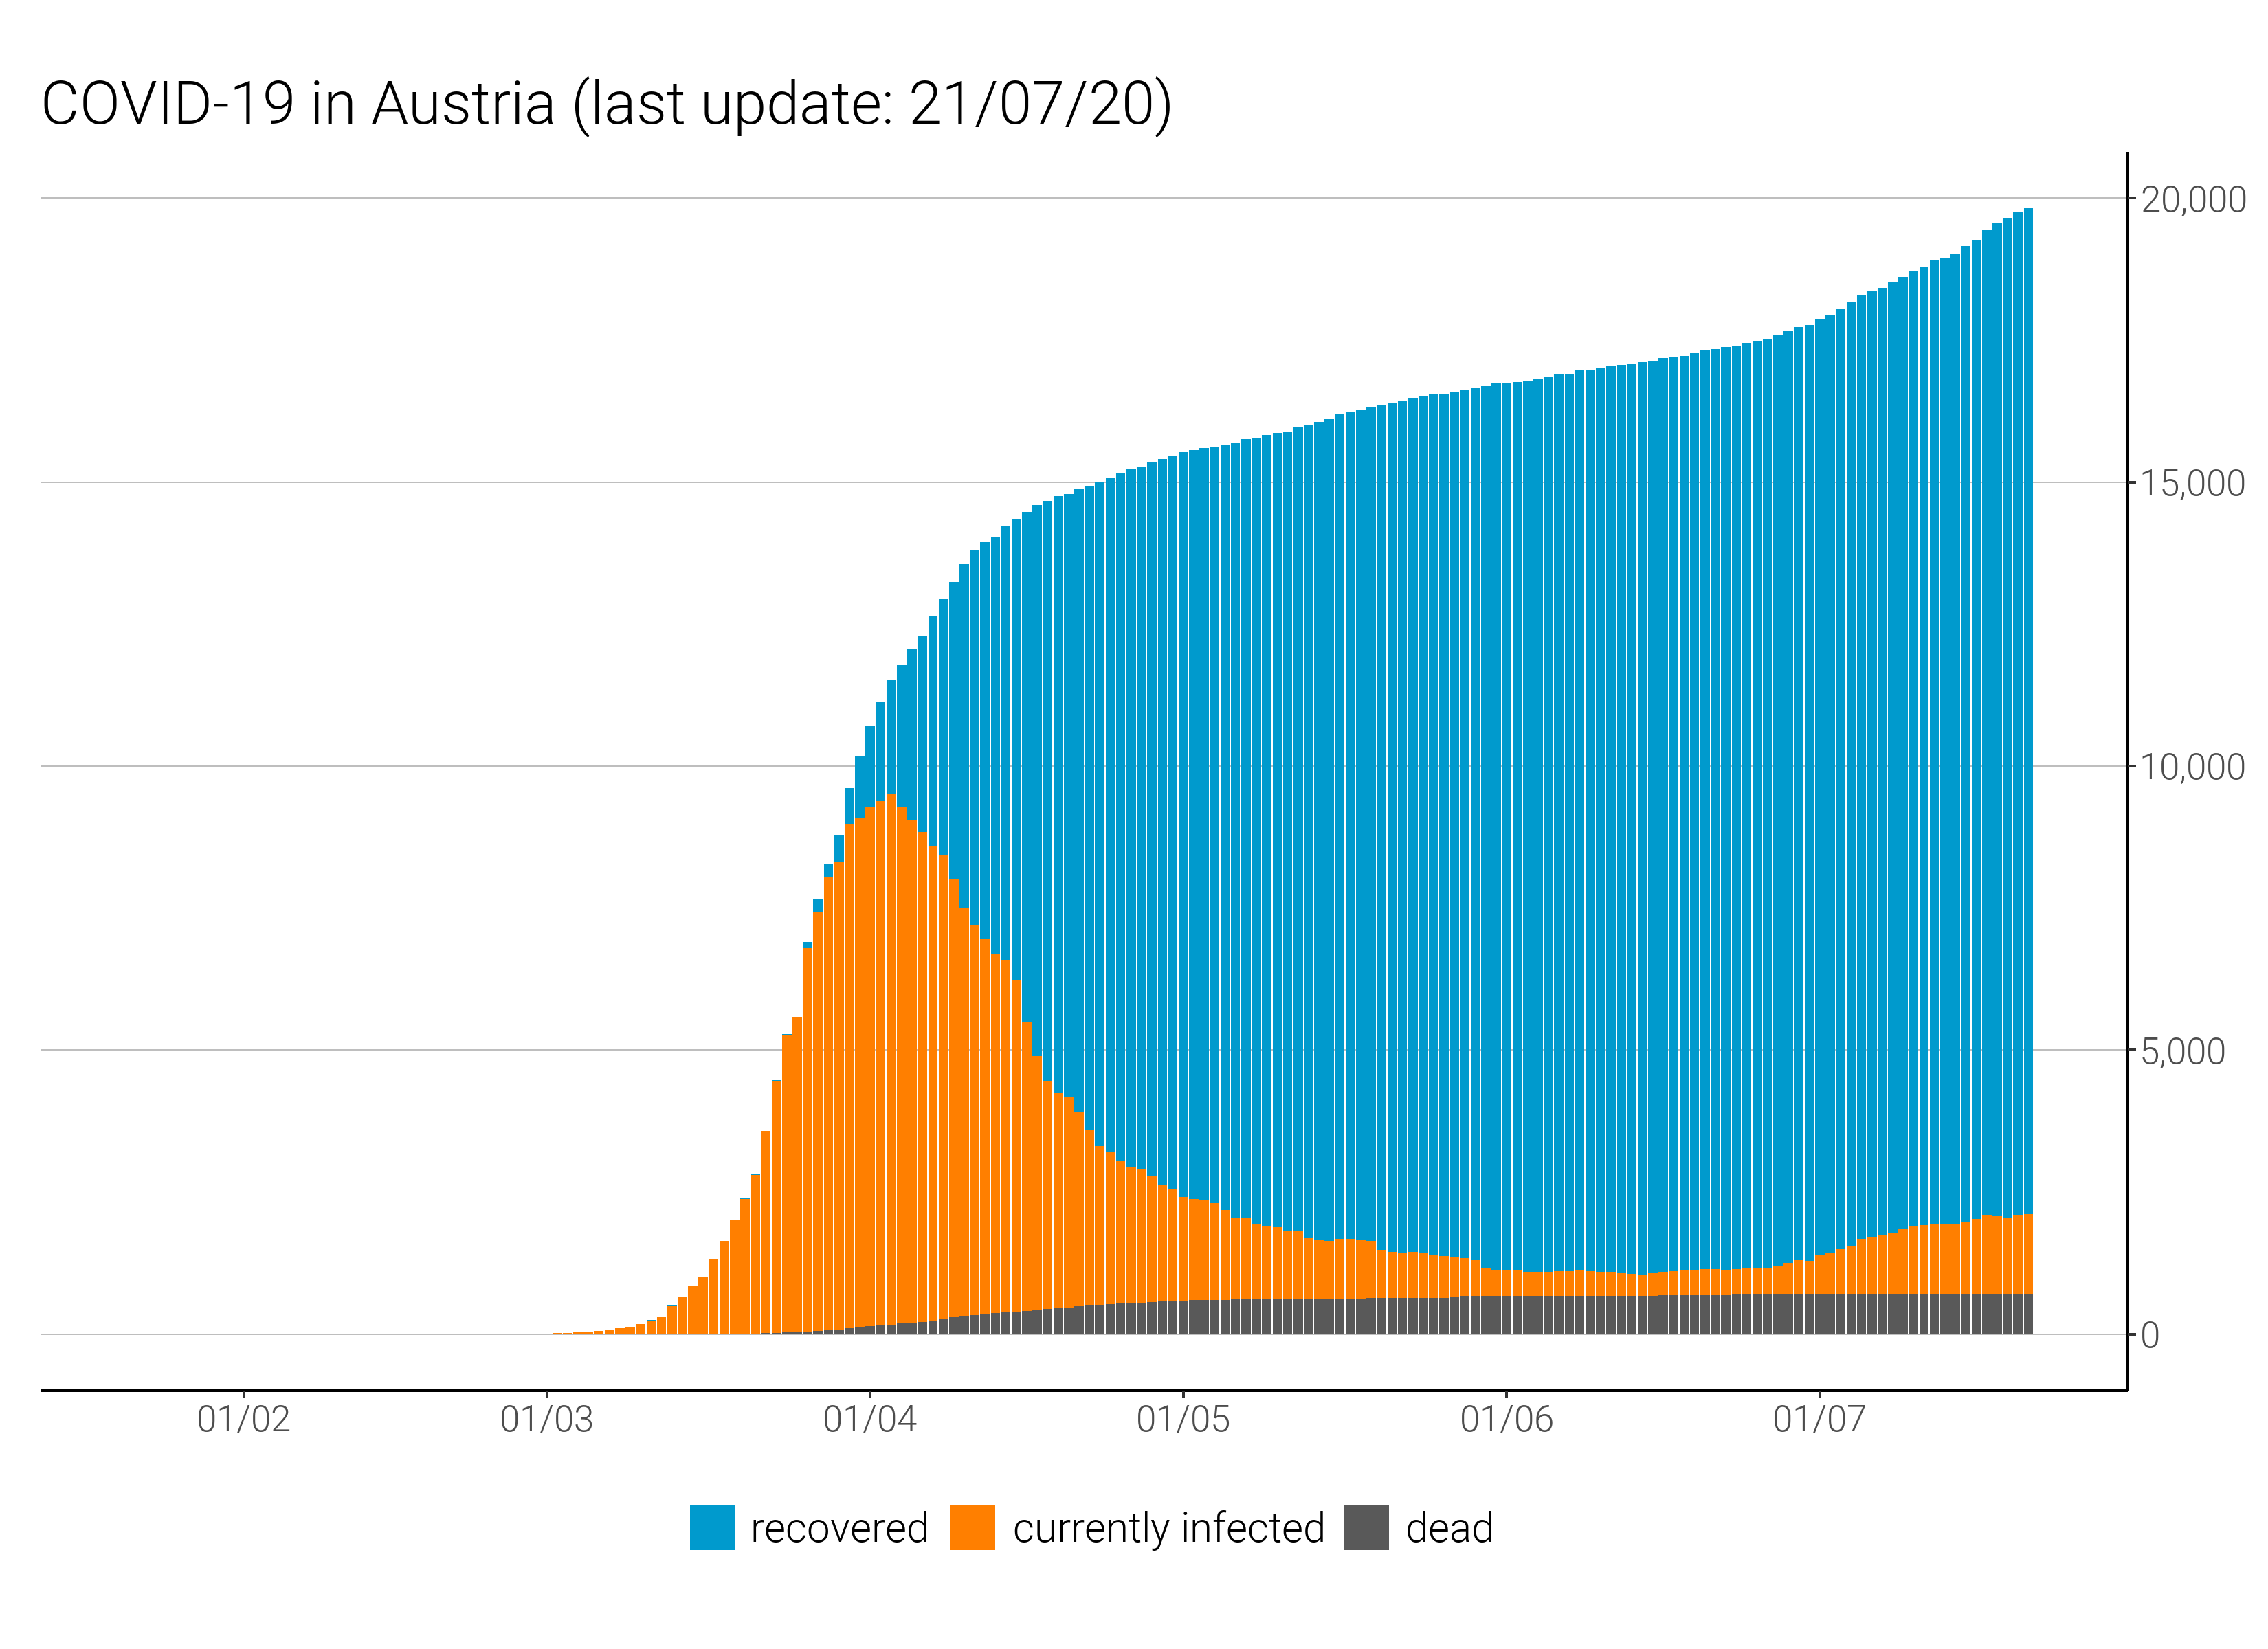 COVID-19 in Austria (last update: 21/07/20)
20,000
15,000
10,000
5,000
0
01/02 01/03 01/04 01/05 01/06 01/07
recovered currently infected dead